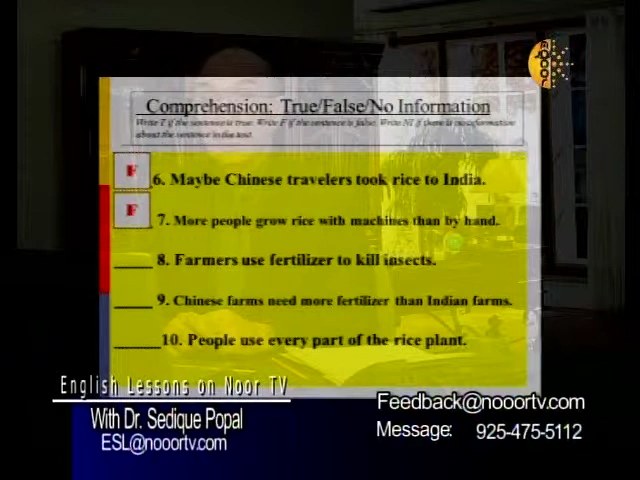 noor
Comprehension: True/False/No Information
Write T if the sentence is true. Write F if the sentence is false. Write NI if there is no information
about the sentence in the text.
F 6. Maybe Chinese travelers took rice to India.
F 7. More people grow rice with machines than by hand.
_____ 8. Farmers use fertilizer to kill insects.
_____ 9. Chinese farms need more fertilizer than Indian farms.
_____10. People use every part of the rice plant.
English Lessons on Noor TV
With Dr. Sedique Popal
ESL@nooortv.com
Feedback@nooortv.com
Message: 925-475-5112